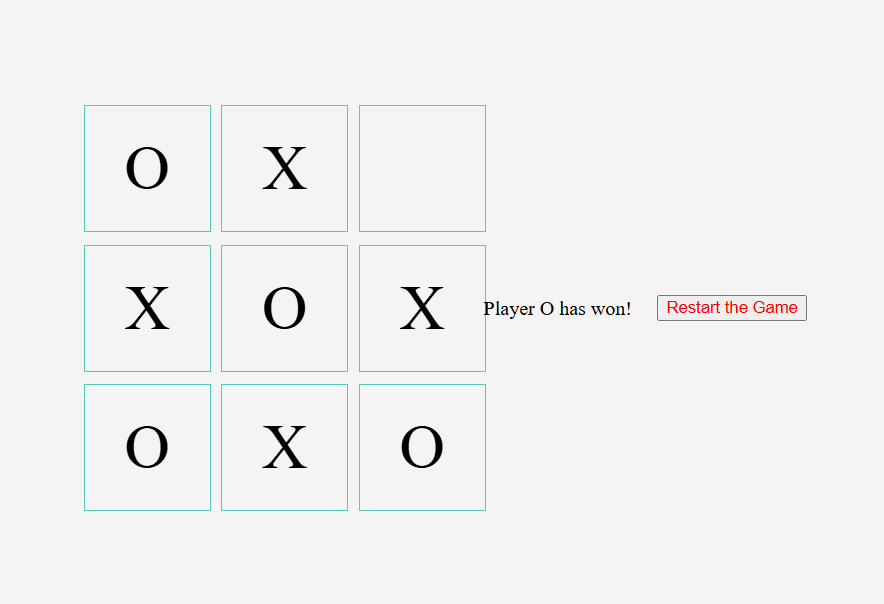 O X
X O X
Player O has won!
Restart the Game
O X O